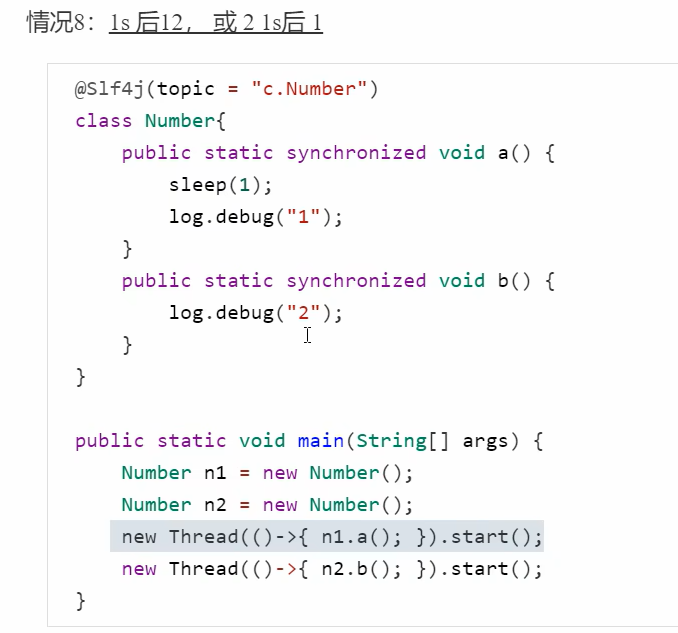 情况8：1s 后12， 或 2 1s后 1
@Slf4j(topic = "c.Number")
class Number{
    public static synchronized void a() {
        sleep(1);
        log.debug("1");
    }
    public static synchronized void b() {
        log.debug("2");
    }
}

public static void main(String[] args) {
    Number n1 = new Number();
    Number n2 = new Number();
    new Thread(()->{ n1.a(); }).start();
    new Thread(()->{ n2.b(); }).start();
}